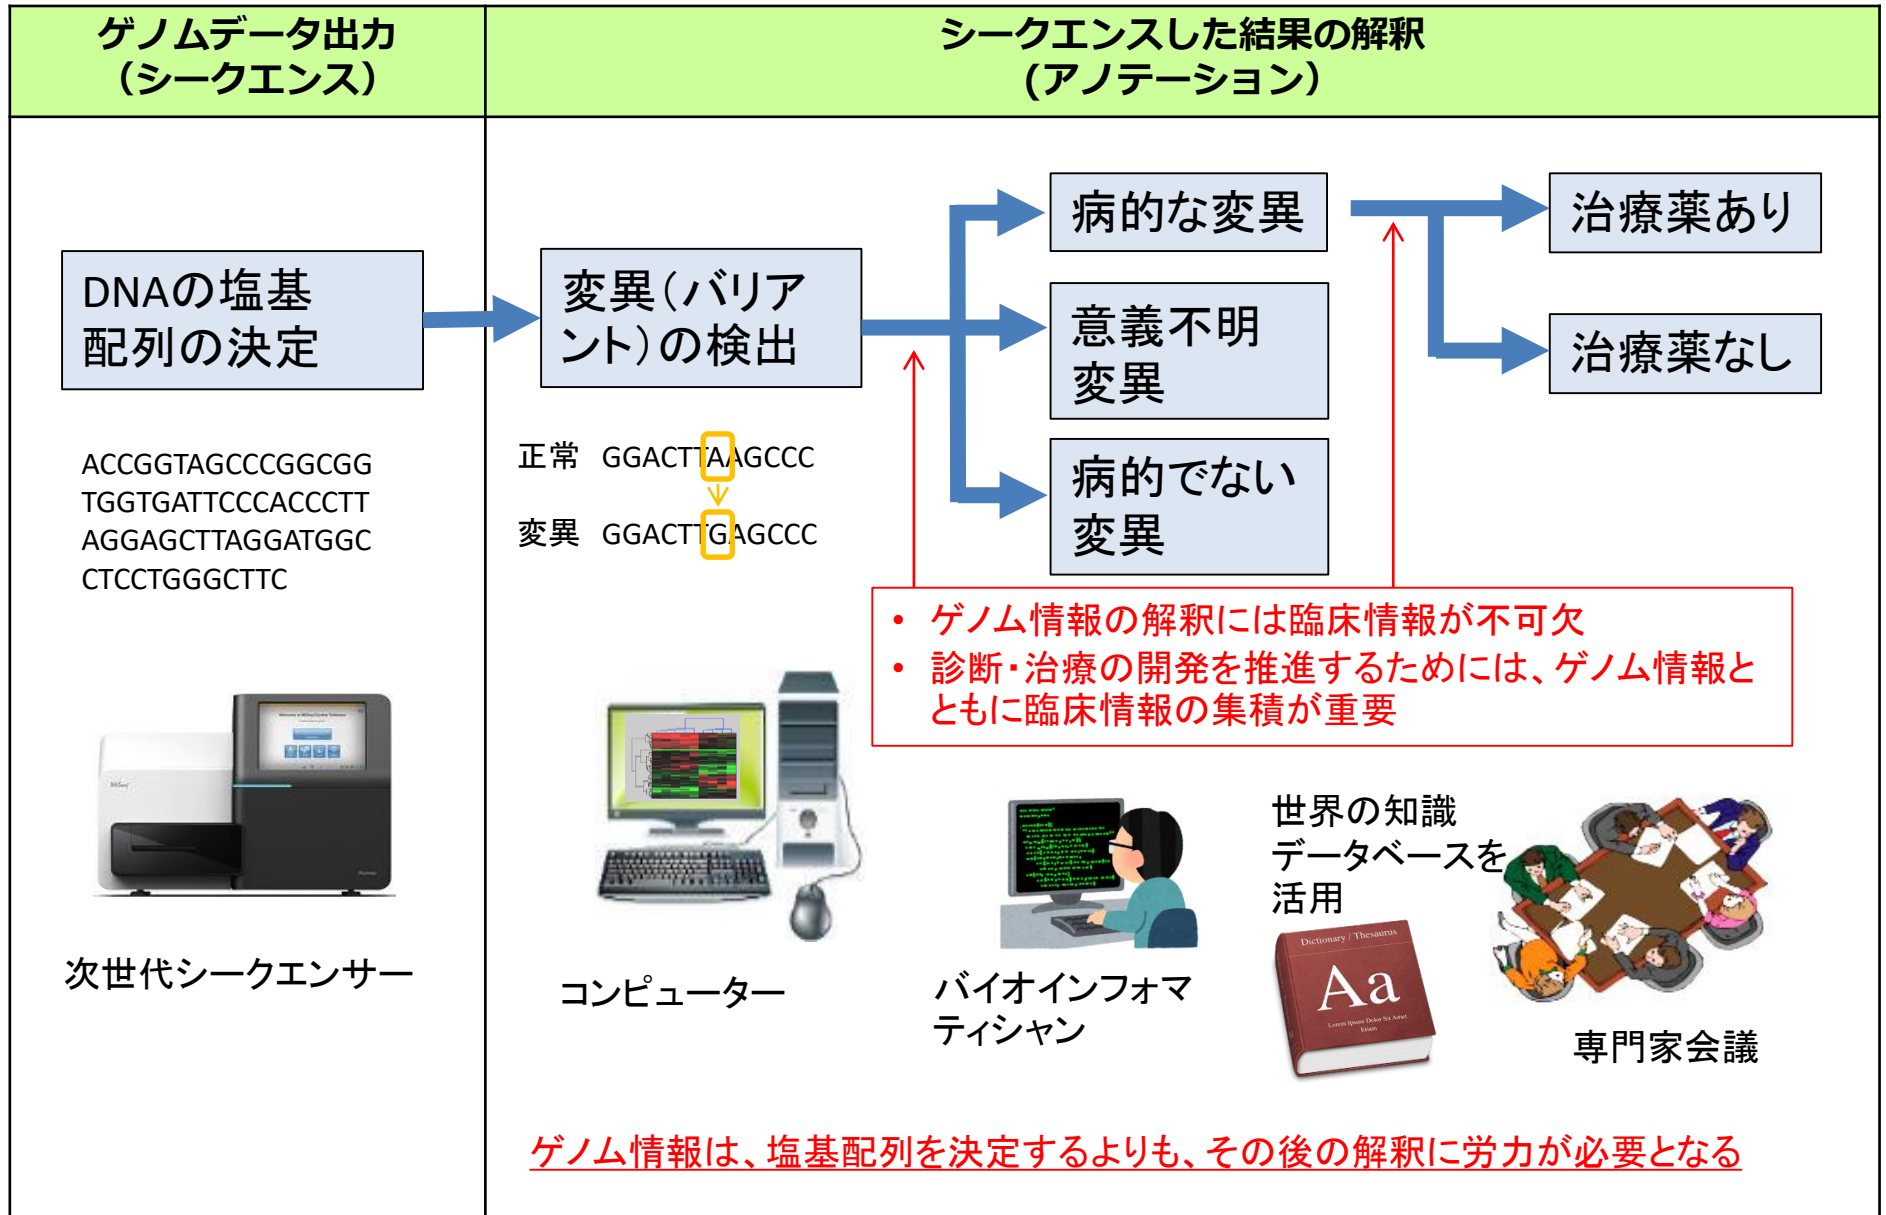 ゲノムデータ出力
（シークエンス）
シークエンスした結果の解釈
(アノテーション）
DNAの塩基
配列の決定
変異（バリア
ント）の検出
病的な変異
意義不明
変異
病的でない
変異
治療薬あり
治療薬なし
ACCGGTAGCCCGGCGG
TGGTGATTCCCACCCTT
AGGAGCTTAGGATGGC
CTCCTGGGCTTC
正常 GGACTTAAGCCC
変異 GGACTTGAGCCC
• ゲノム情報の解釈には臨床情報が不可欠
• 診断・治療の開発を推進するためには、ゲノム情報と
ともに臨床情報の集積が重要
次世代シークエンサー
コンピューター
バイオインフォマ
ティシャン
世界の知識
データベースを
活用
Dictionary / Thesaurus
Aa
Lorem Ipsum Dolor Sit Amet
Etiam
専門家会議
ゲノム情報は、塩基配列を決定するよりも、その後の解釈に労力が必要となる